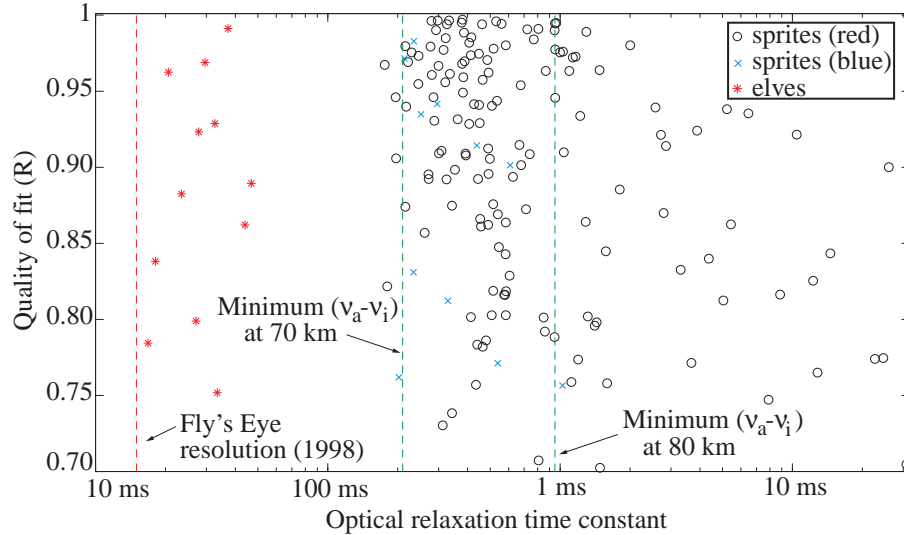 1
0.95
0.90
0.85
0.80
0.75
0.70
Quality of fit (R)
sprites (red)
sprites (blue)
elves
Minimum (νa-νi)
at 70 km
Fly's Eye
resolution (1998)
Minimum (νa-νi)
at 80 km
10 ms
100 ms
1 ms
10 ms
Optical relaxation time constant